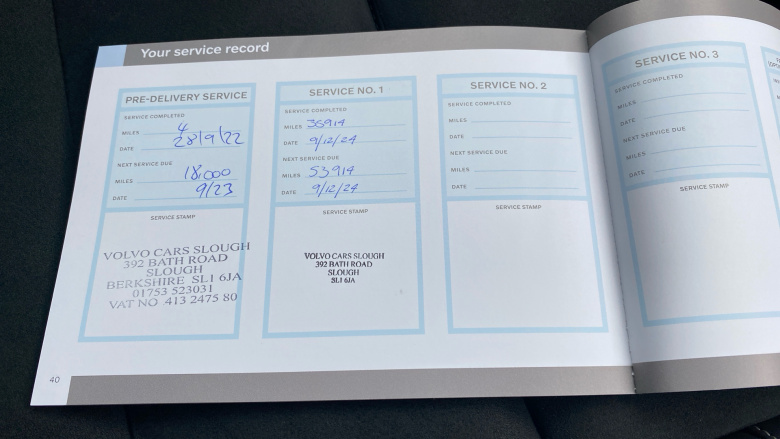 Your service record
PRE-DELIVERY SERVICE
SERVICE COMPLETED
MILES 4
DATE 28/9/22
NEXT SERVICE DUE
MILES 18,000
DATE 9/23
SERVICE STAMP
VOLVO CARS SLOUGH
392 BATH ROAD
SLOUGH
BERKSHIRE SL1 6JA
01753 523031
VAT NO 413 2475 80
SERVICE NO. 1
SERVICE COMPLETED
MILES 35914
DATE 9/12/24
NEXT SERVICE DUE
MILES 53914
DATE 9/12/24
SERVICE STAMP
VOLVO CARS SLOUGH
392 BATH ROAD
SLOUGH
SL1 6JA
SERVICE NO. 2
SERVICE COMPLETED
MILES
DATE
NEXT SERVICE DUE
MILES
DATE
SERVICE STAMP
SERVICE NO. 3
SERVICE COMPLETED
MILES
DATE
NEXT SERVICE DUE
MILES
DATE
SERVICE STAMP
40